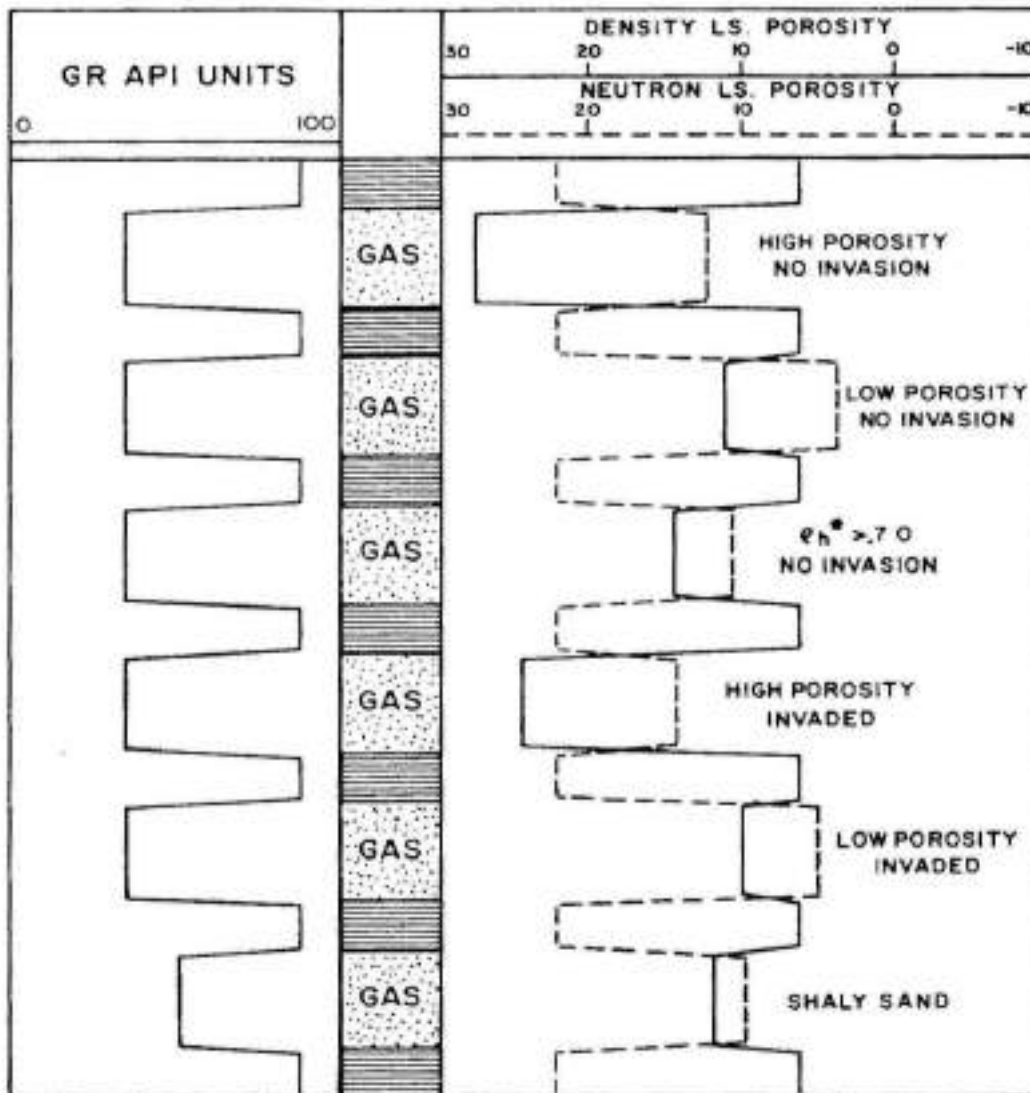 GR API UNITS
0 100
DENSITY LS. POROSITY
30 20 10 0 -10
NEUTRON LS. POROSITY
30 20 10 0 -10
GAS
HIGH POROSITY
NO INVASION
GAS
LOW POROSITY
NO INVASION
GAS
ρh* >.70
NO INVASION
GAS
HIGH POROSITY
INVADED
GAS
LOW POROSITY
INVADED
GAS
SHALY SAND